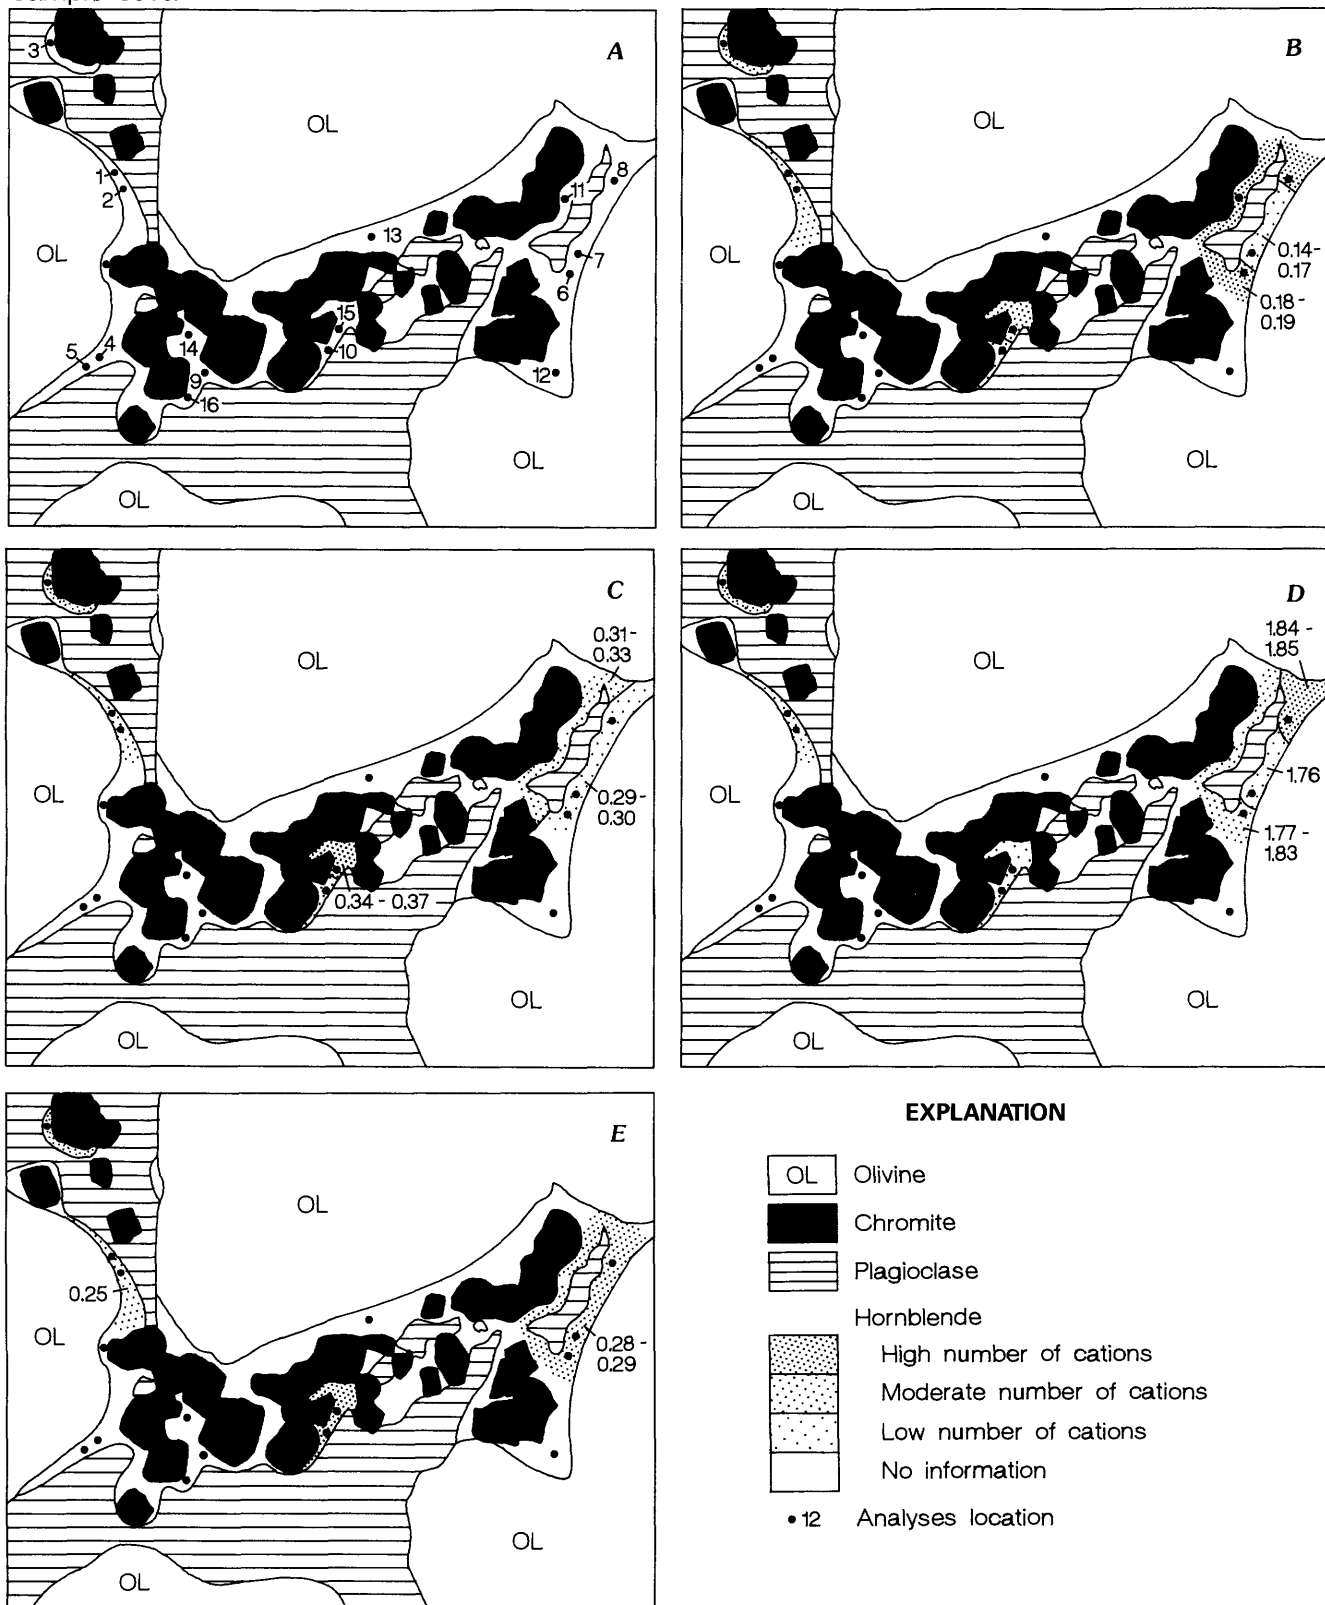 A
3
OL
1
2
8
11
13
OL
7
6
15
10
14
5
4
9
16
12
OL
OL
B
OL
0.14-
0.17
0.18-
0.19
OL
OL
C
0.31-
0.33
OL
OL
0.29-
0.30
0.34 - 0.37
OL
OL
D
1.84 -
1.85
OL
1.76
1.77 -
1.83
OL
OL
E
OL
0.25
OL
0.28 -
0.29
OL
OL
EXPLANATION
OL Olivine
Chromite
Plagioclase
Hornblende
High number of cations
Moderate number of cations
Low number of cations
No information
• 12 Analyses location